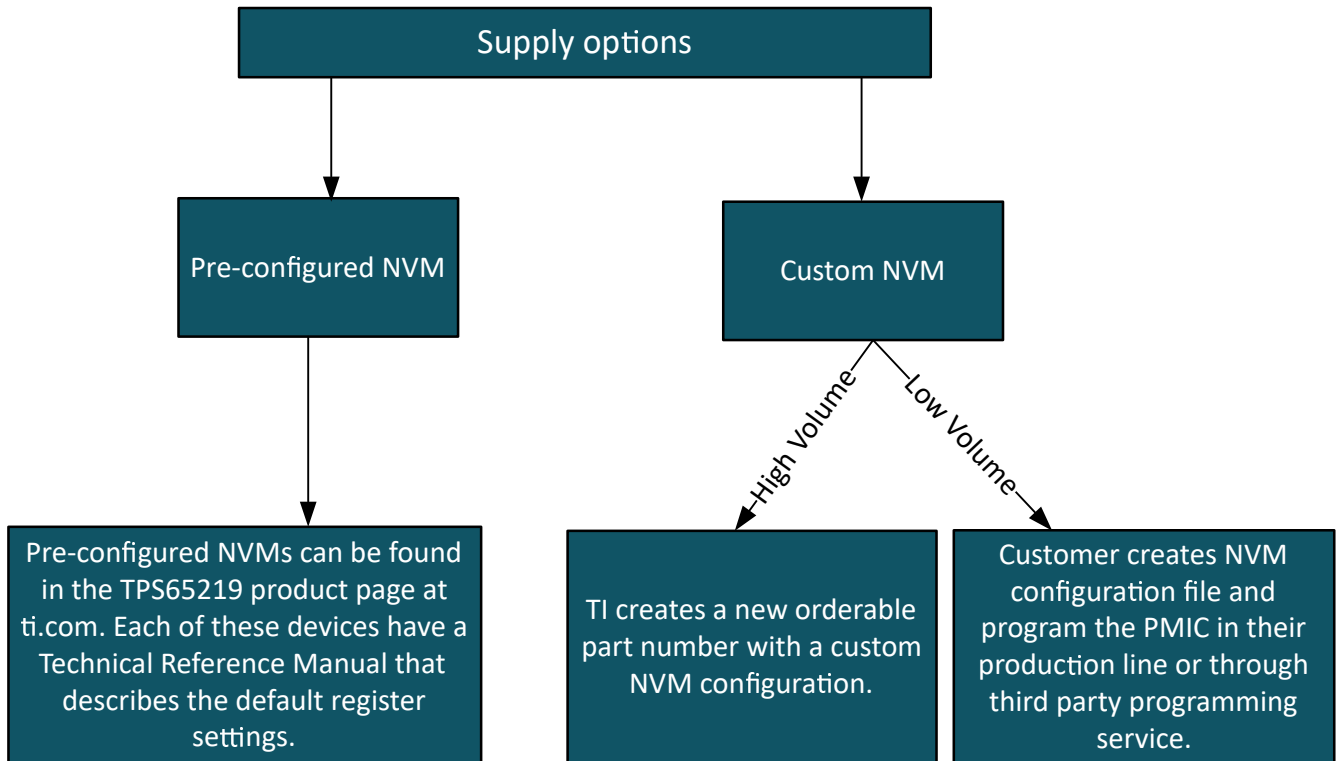 Supply options
Pre-configured NVM
Custom NVM
High Volume
Low Volume
Pre-configured NVMs can be found
in the TPS65219 product page at
ti.com. Each of these devices have a
Technical Reference Manual that
describes the default register
settings.
TI creates a new orderable
part number with a custom
NVM configuration.
Customer creates NVM
configuration file and
program the PMIC in their
production line or through
third party programming
service.